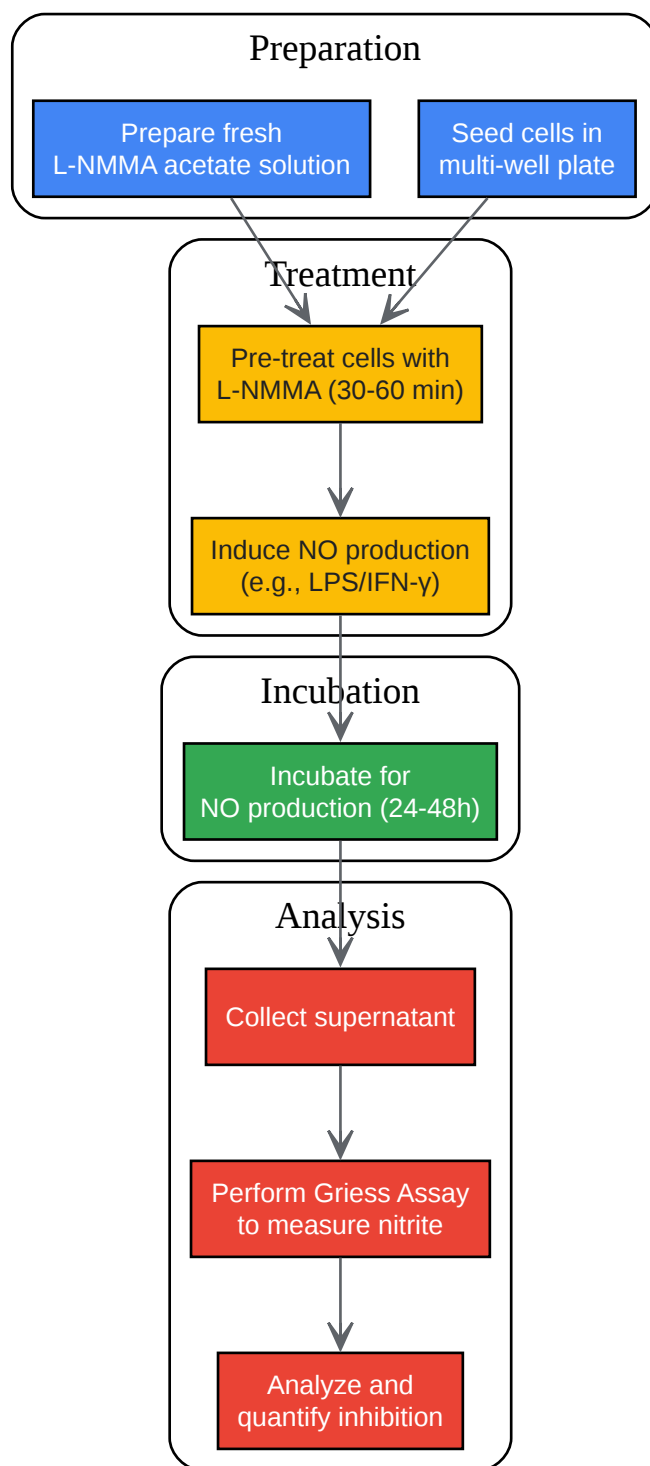 Preparation
Prepare fresh
L-NMMA acetate solution
Seed cells in
multi-well plate
Treatment
Pre-treat cells with
L-NMMA (30-60 min)
Induce NO production
(e.g., LPS/IFN-γ)
Incubation
Incubate for
NO production (24-48h)
Analysis
Collect supernatant
Perform Griess Assay
to measure nitrite
Analyze and
quantify inhibition